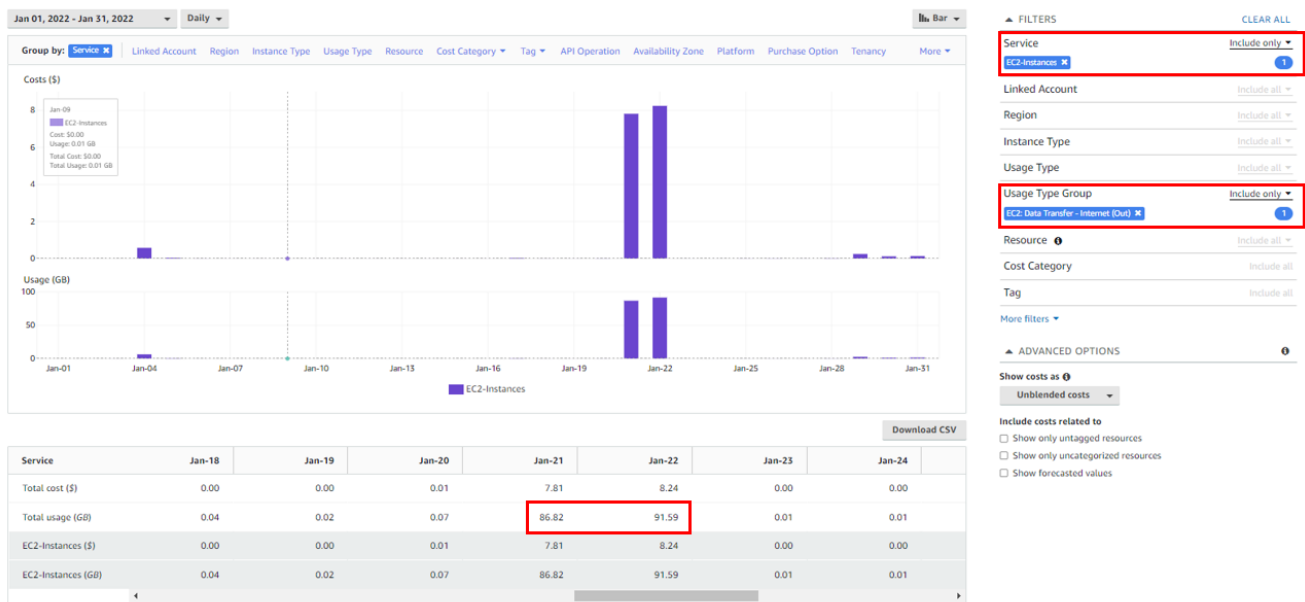 Jan 01, 2022 - Jan 31, 2022 Daily Bar
Group by: Service Linked Account Region Instance Type Usage Type Resource Cost Category Tag API Operation Availability Zone Platform Purchase Option Tenancy More
Costs ($)
8
6
4
2
0
Jan-09
EC2-Instances
Cost: $0.00
Usage: 0.01 GB
Total Cost: $0.00
Total Usage: 0.01 GB
Usage (GB)
100
50
0
Jan-01 Jan-04 Jan-07 Jan-10 Jan-13 Jan-16 Jan-19 Jan-22 Jan-25 Jan-28 Jan-31
EC2-Instances
Download CSV
Service Jan-18 Jan-19 Jan-20 Jan-21 Jan-22 Jan-23 Jan-24
Total cost ($) 0.00 0.00 0.01 7.81 8.24 0.00 0.00
Total usage (GB) 0.04 0.02 0.07 86.82 91.59 0.01 0.01
EC2-Instances ($) 0.00 0.00 0.01 7.81 8.24 0.00 0.00
EC2-Instances (GB) 0.04 0.02 0.07 86.82 91.59 0.01 0.01
FILTERS CLEAR ALL
Service Include only
EC2-Instances 1
Linked Account Include all
Region Include all
Instance Type Include all
Usage Type Include all
Usage Type Group Include only
EC2: Data Transfer - Internet (Out) 1
Resource Include all
Cost Category Include all
Tag Include all
More filters
ADVANCED OPTIONS
Show costs as
Unblended costs
Include costs related to
Show only untagged resources
Show only uncategorized resources
Show forecasted values